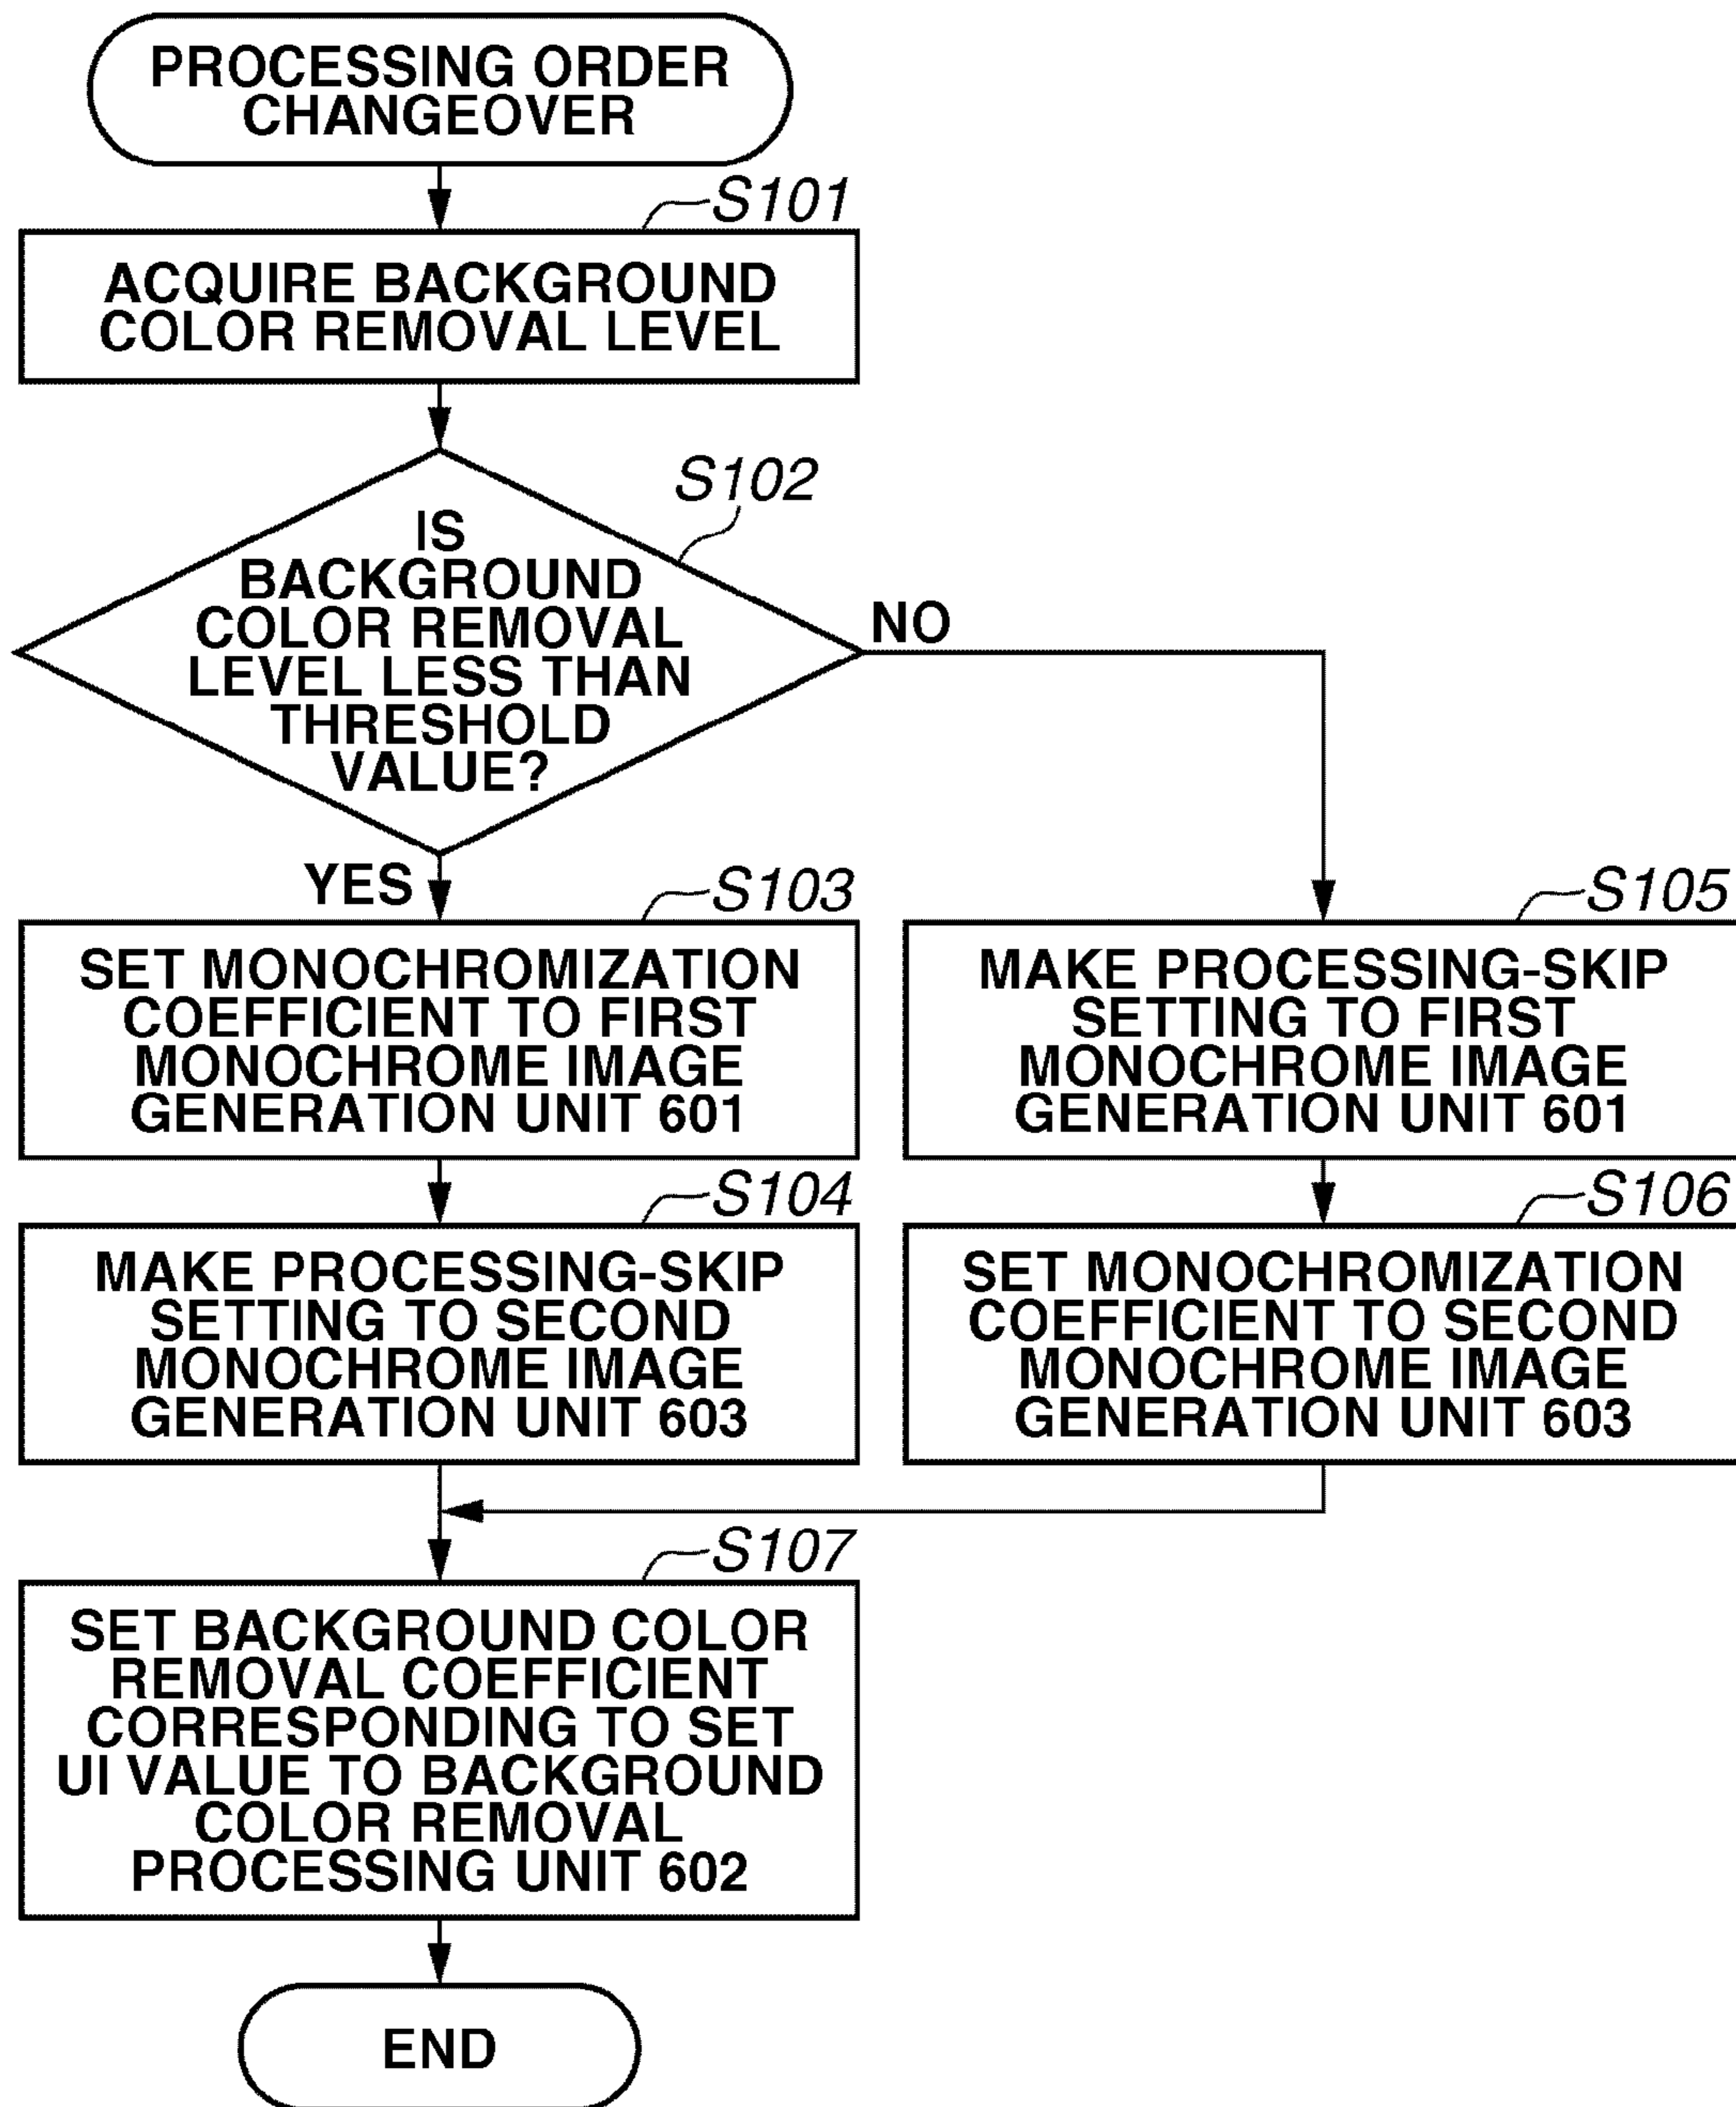 PROCESSING ORDER
CHANGEOVER
S101
ACQUIRE BACKGROUND
COLOR REMOVAL LEVEL
S102
IS
BACKGROUND
COLOR REMOVAL
LEVEL LESS THAN
THRESHOLD
VALUE?
NO
YES
S103
SET MONOCHROMIZATION
COEFFICIENT TO FIRST
MONOCHROME IMAGE
GENERATION UNIT 601
S105
MAKE PROCESSING-SKIP
SETTING TO FIRST
MONOCHROME IMAGE
GENERATION UNIT 601
S104
MAKE PROCESSING-SKIP
SETTING TO SECOND
MONOCHROME IMAGE
GENERATION UNIT 603
S106
SET MONOCHROMIZATION
COEFFICIENT TO SECOND
MONOCHROME IMAGE
GENERATION UNIT 603
S107
SET BACKGROUND COLOR
REMOVAL COEFFICIENT
CORRESPONDING TO SET
UI VALUE TO BACKGROUND
COLOR REMOVAL
PROCESSING UNIT 602
END